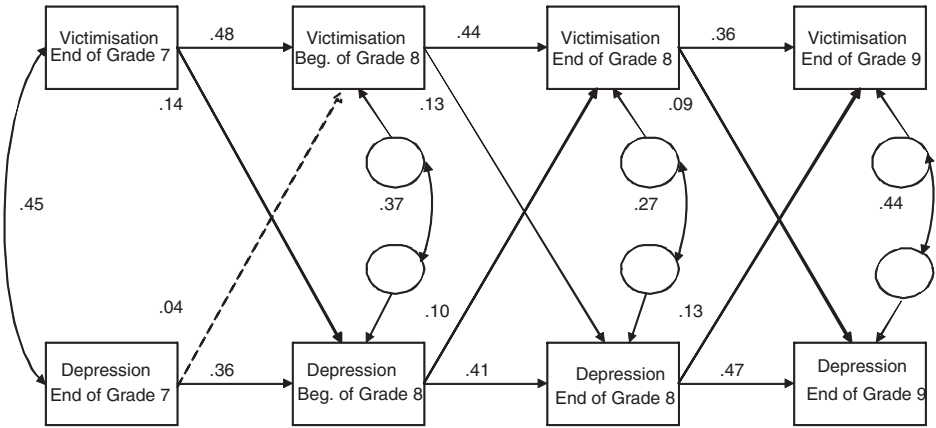 Victimisation
End of Grade 7
.48
Victimisation
Beg. of Grade 8
.44
Victimisation
End of Grade 8
.36
Victimisation
End of Grade 9
.14
.13
.09
.45
.37
.27
.44
.04
.10
.13
Depression
End of Grade 7
.36
Depression
Beg. of Grade 8
.41
Depression
End of Grade 8
.47
Depression
End of Grade 9